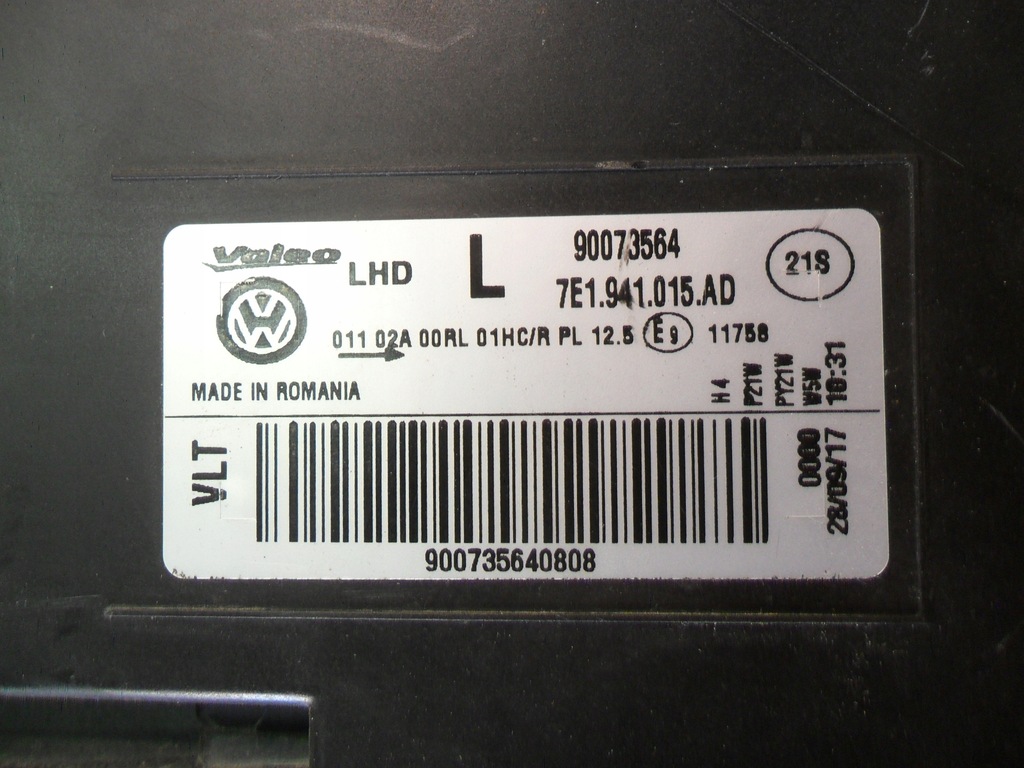 Valeo
LHD
L
90073564
7E1.941.015.AD
21S
011 02A 00RL 01HC/R PL 12.5 E9 11758
MADE IN ROMANIA
H4
P21W
PY21W
W5W
10:31
VLT
0000
28/09/17
900735640808